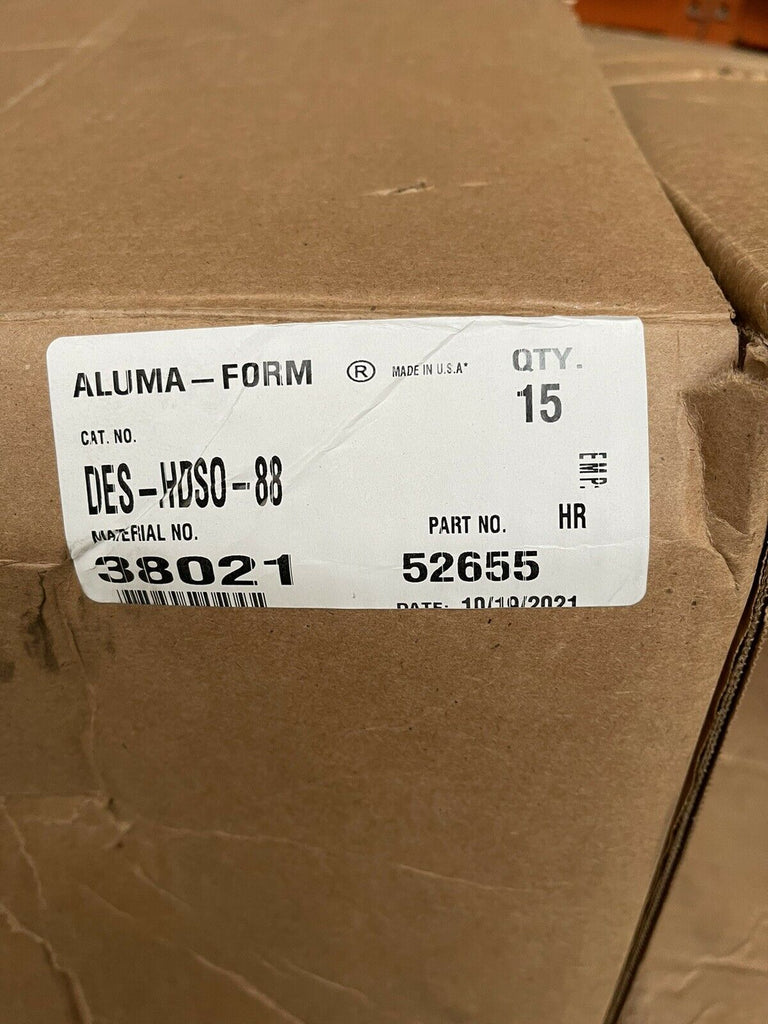 ALUMA-FORM ® MADE IN U.S.A* QTY.
15
CAT. NO.
DES-HDSO-88
EMP.
HR
MATERIAL NO. PART NO.
38021 52655
DATE: 10/19/2021